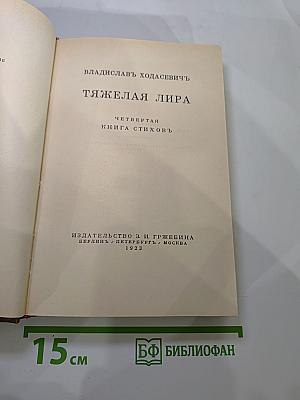 ВЛАДИСЛАВЪ ХОДАСЕВИЧЪ
ТЯЖЕЛАЯ ЛИРА
ЧЕТВЕРТАЯ
КНИГА СТИХОВЪ
ИЗДАТЕЛЬСТВО З. И. ГРЖЕБИНА
БЕРЛИНЪ / ПЕТЕРБУРГЪ / МОСКВА
1923
15 см
БФ БИБЛИОФАН